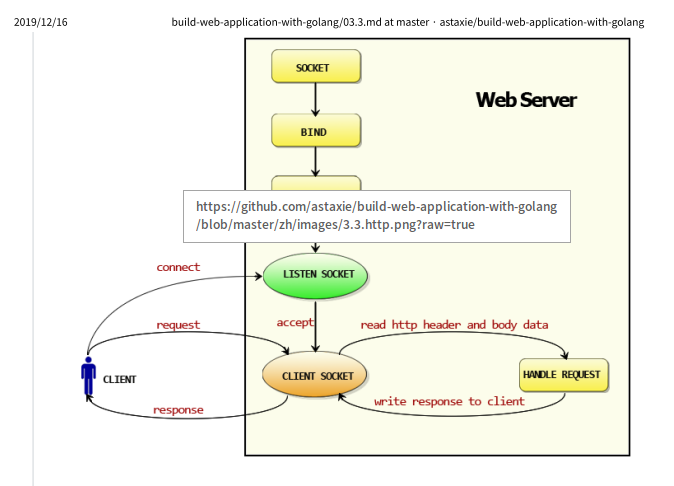 2019/12/16
build-web-application-with-golang/03.3.md at master · astaxie/build-web-application-with-golang
SOCKET
Web Server
BIND
https://github.com/astaxie/build-web-application-with-golang
/blob/master/zh/images/3.3.http.png?raw=true
connect
LISTEN SOCKET
request
accept
read http header and body data
CLIENT
CLIENT SOCKET
HANDLE REQUEST
write response to client
response